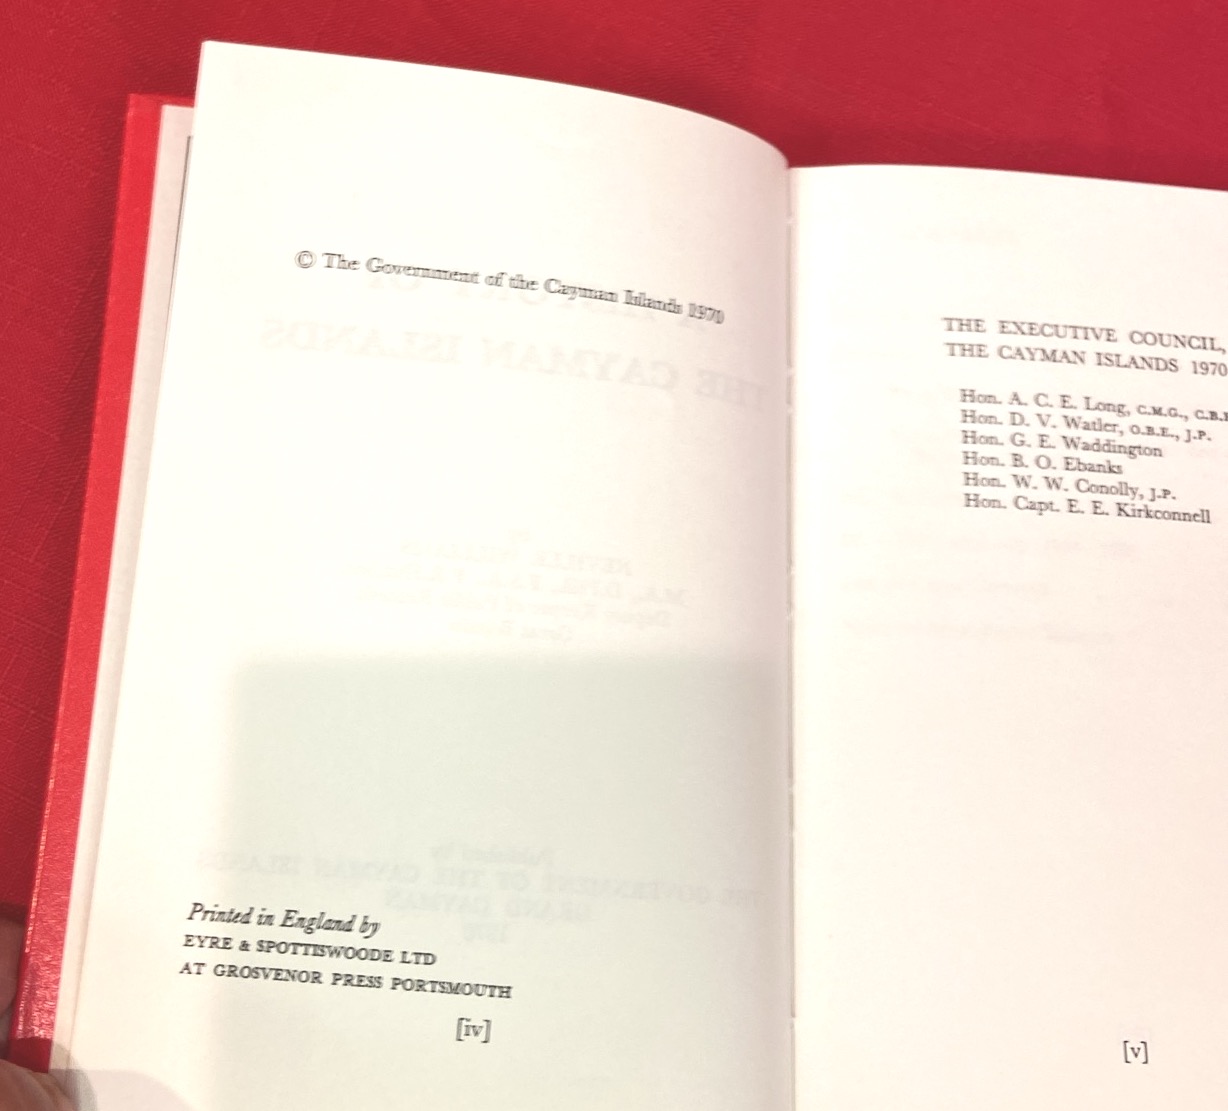 © The Government of the Cayman Islands 1970
Printed in England by
EYRE & SPOTTISWOODE LTD
AT GROSVENOR PRESS PORTSMOUTH
[iv]
THE EXECUTIVE COUNCIL,
THE CAYMAN ISLANDS 1970
Hon. A. C. E. Long, C.M.G., C.B.E
Hon. D. V. Watler, O.B.E., J.P.
Hon. G. E. Waddington
Hon. B. O. Ebanks
Hon. W. W. Conolly, J.P.
Hon. Capt. E. E. Kirkconnell
[v]